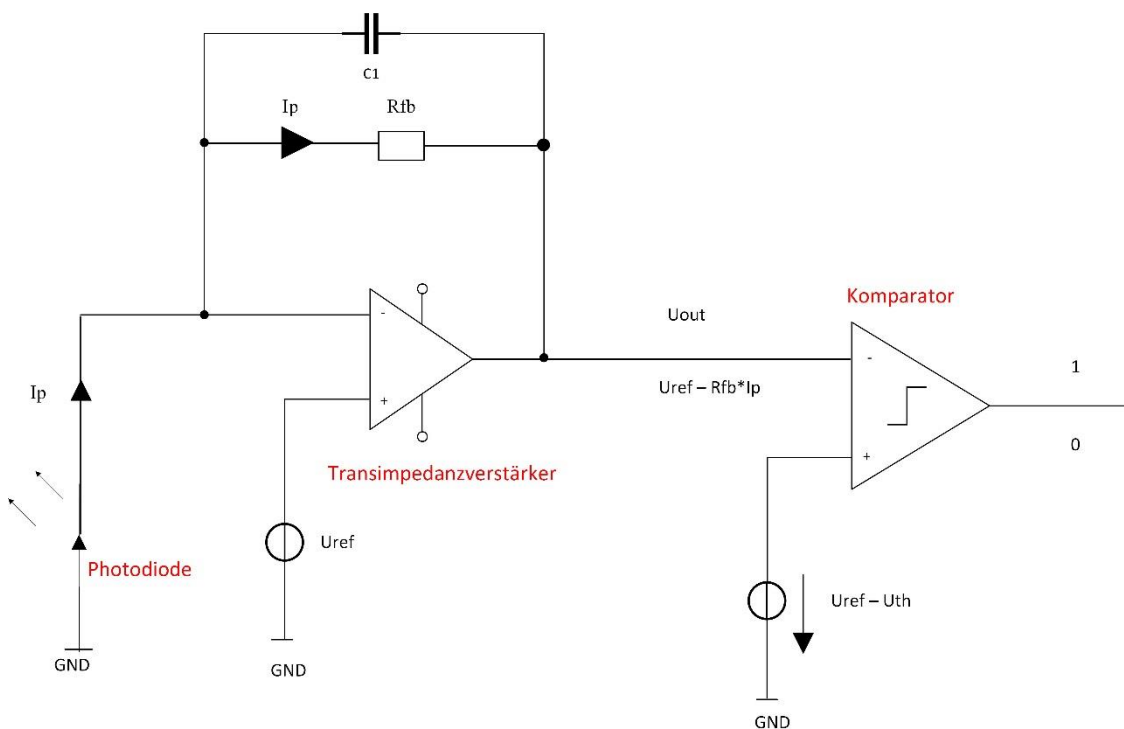 C1
Ip
Rfb
-
+
Ip
Transimpedanzverstärker
Uref
Photodiode
GND
GND
Uout
Uref – Rfb*Ip
Komparator
-
+
1
0
Uref – Uth
GND